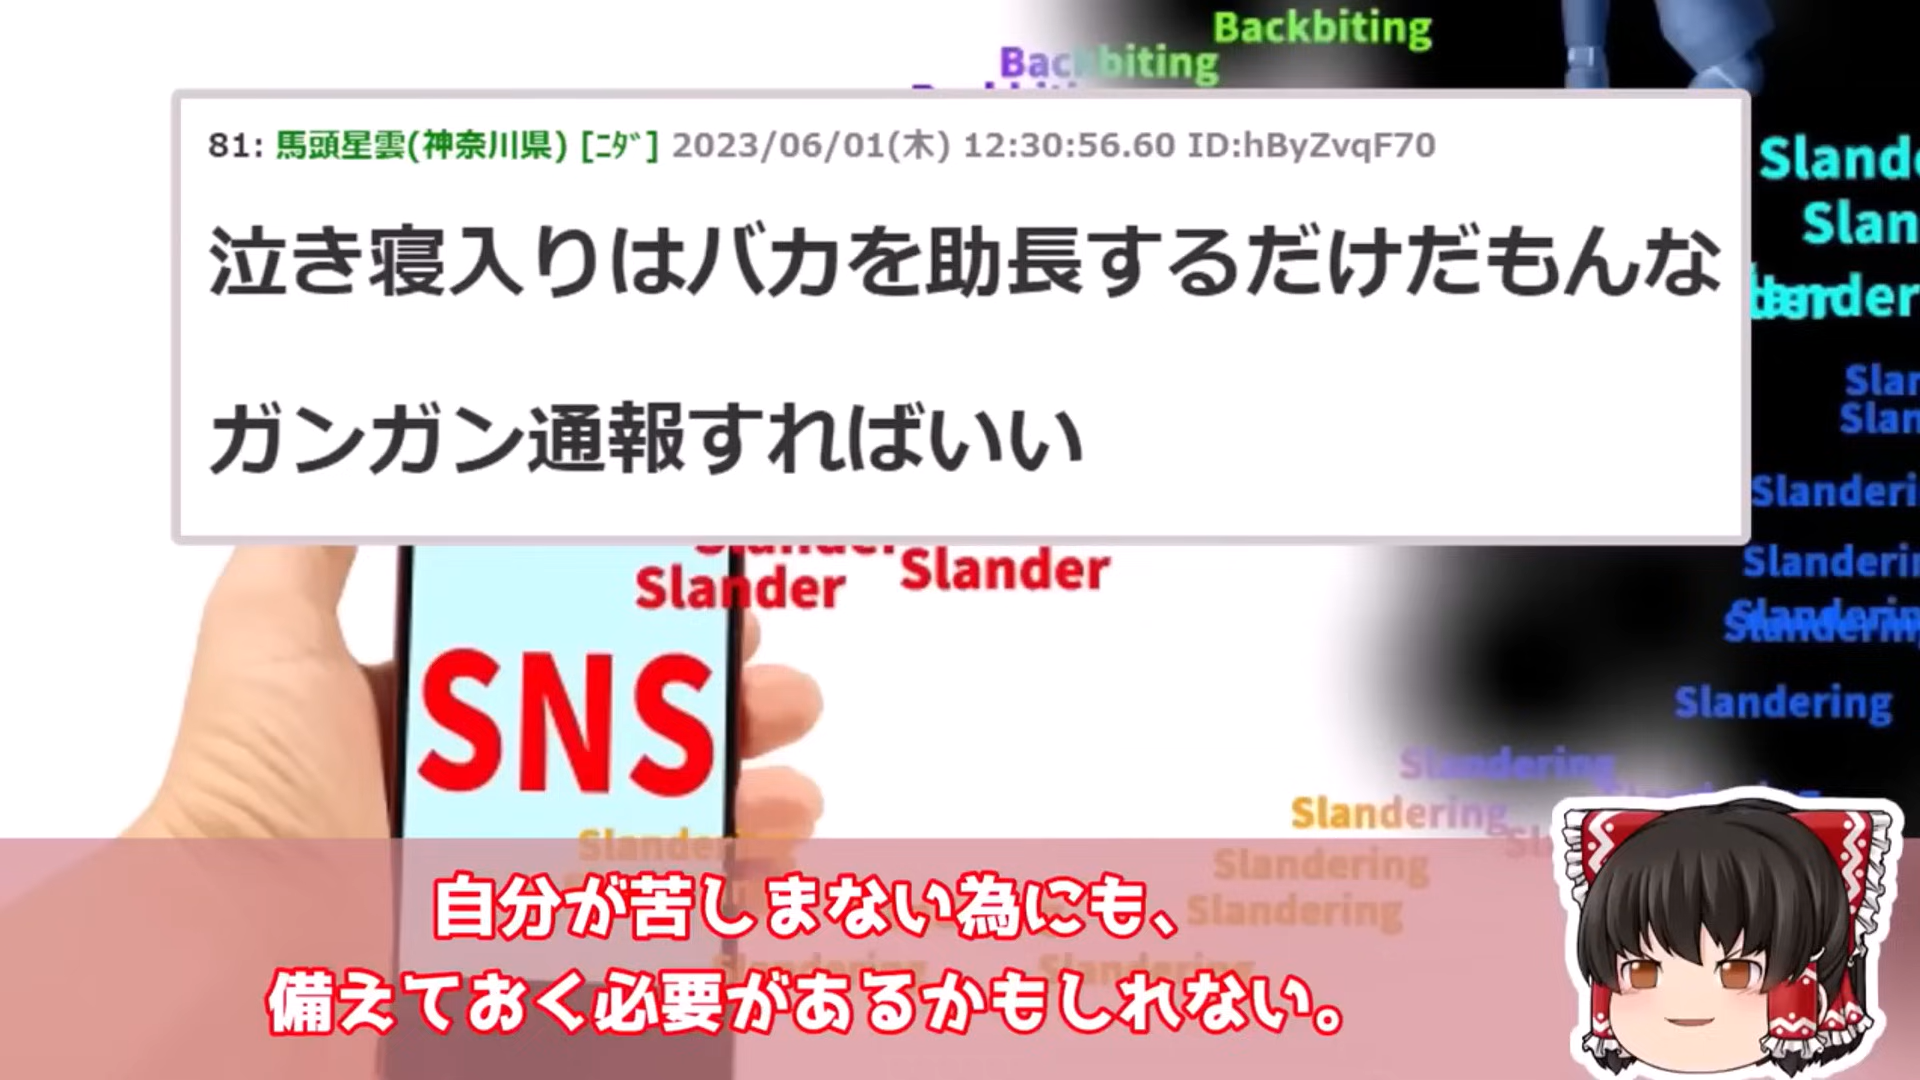 Backbiting
Backbiting
81: 馬頭星雲(神奈川県) [ﾆﾀﾞ] 2023/06/01(木) 12:30:56.60 ID:hByZvqF70
泣き寝入りはバカを助長するだけだもんな
ガンガン通報すればいい
Slander
Slander
SNS
Slandering
Slandering
Slandering
Slandering
Slandering
Slandering
Slandering
自分が苦しまない為にも、
備えておく必要があるかもしれない。